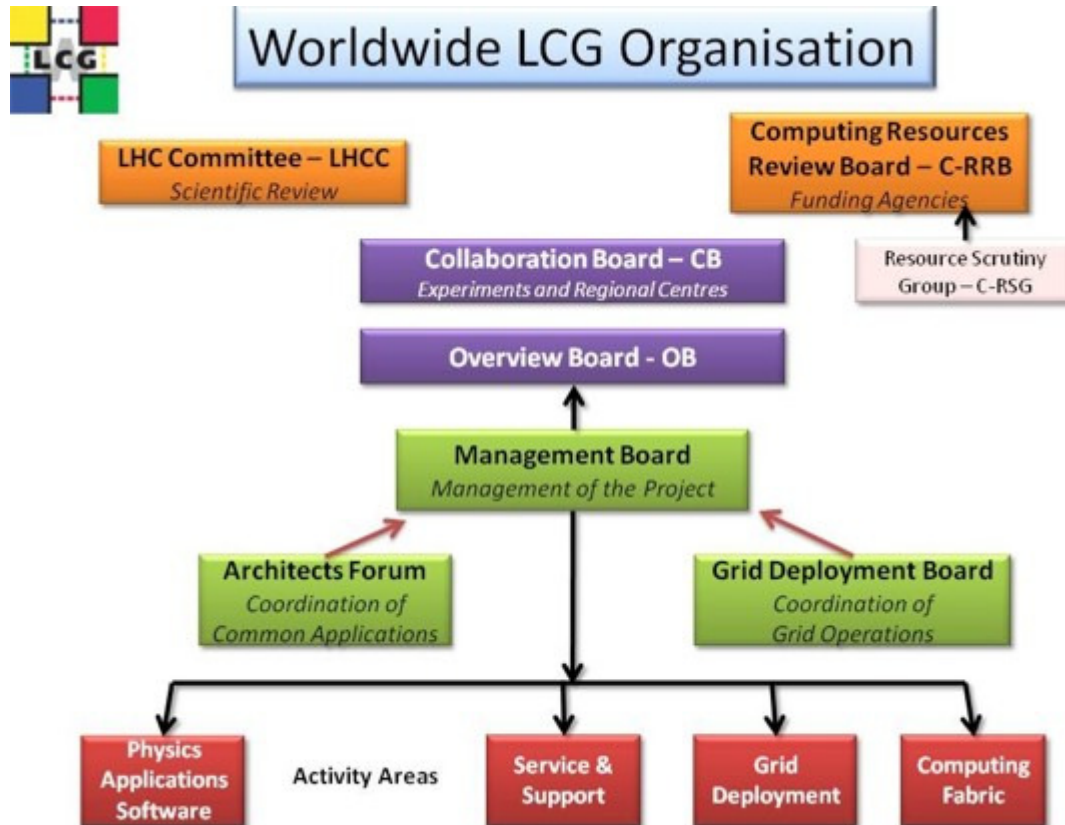 LCG
Worldwide LCG Organisation
LHC Committee – LHCC
Scientific Review
Computing Resources
Review Board – C-RRB
Funding Agencies
Collaboration Board – CB
Experiments and Regional Centres
Resource Scrutiny
Group – C-RSG
Overview Board - OB
Management Board
Management of the Project
Architects Forum
Coordination of
Common Applications
Grid Deployment Board
Coordination of
Grid Operations
Physics
Applications
Software
Activity Areas
Service &
Support
Grid
Deployment
Computing
Fabric